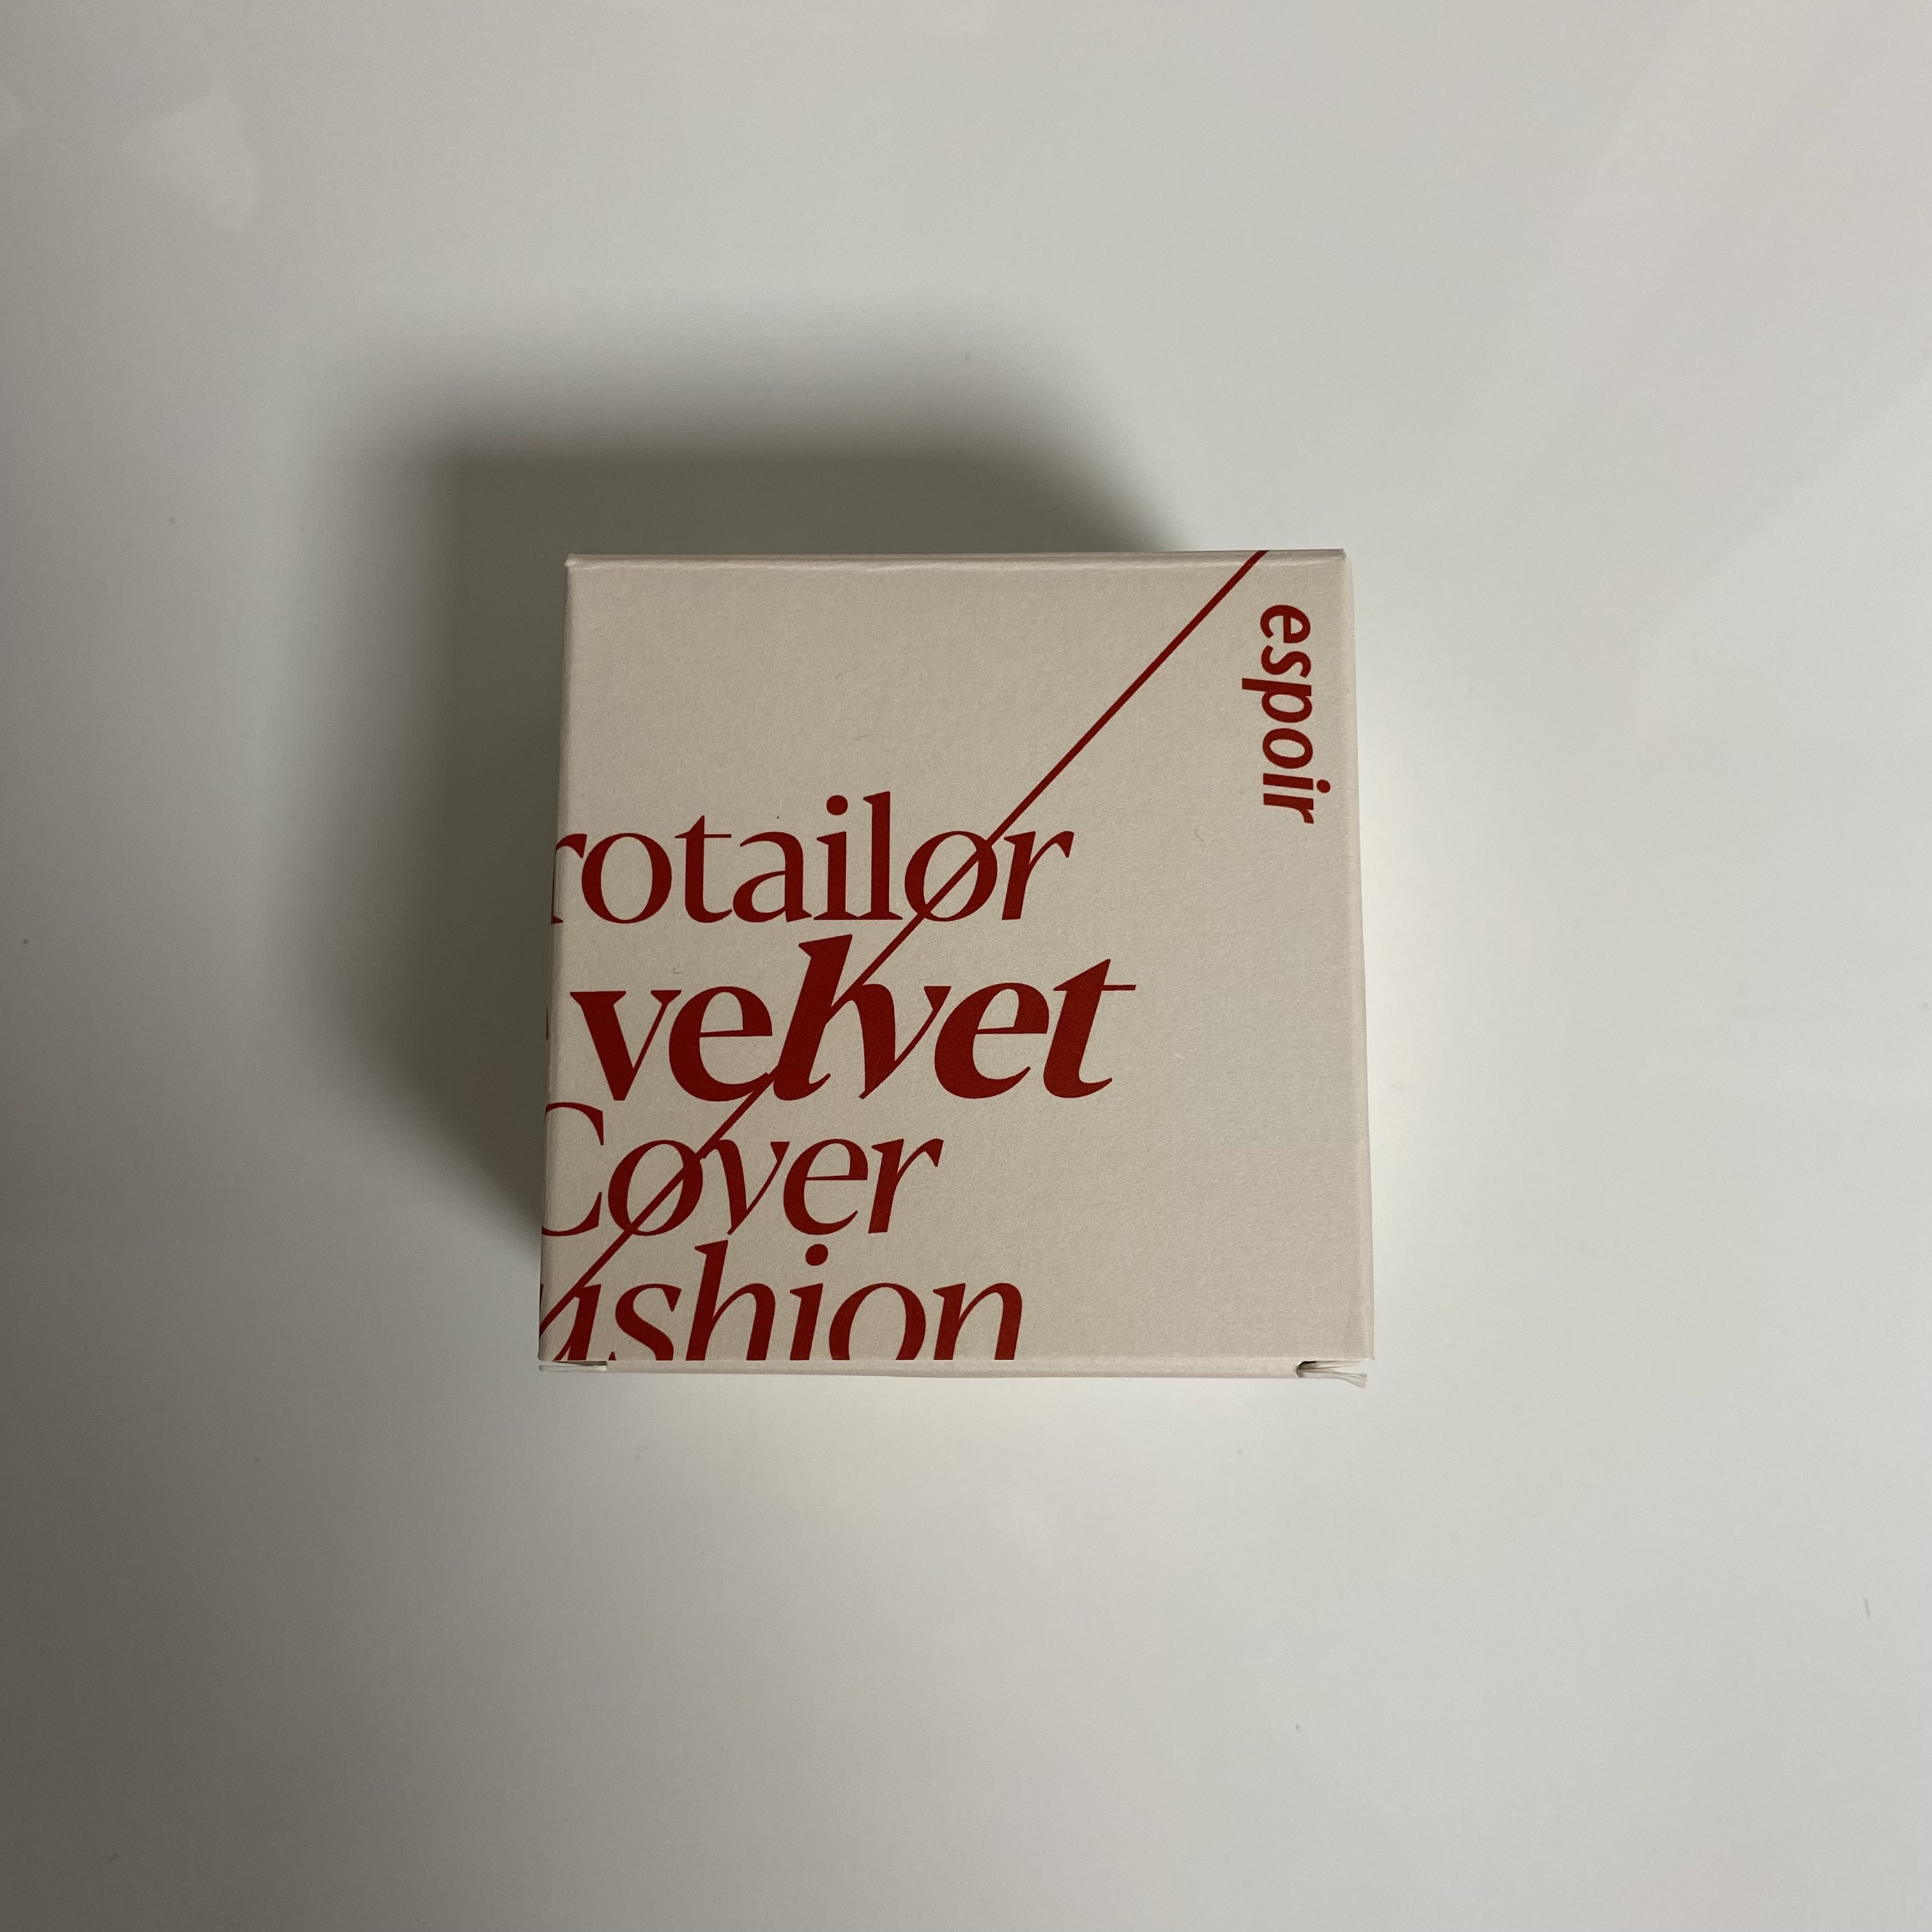 espoir
rotailor
velvet
Cover
ushion